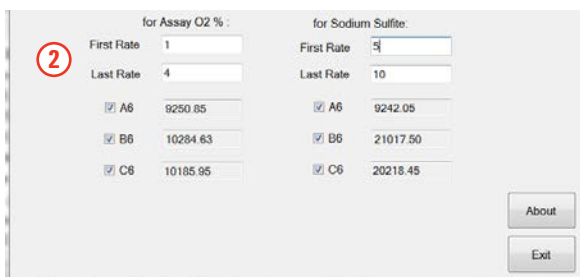 for Assay O2 % : for Sodium Sulfite:
2
First Rate 1 First Rate 5
Last Rate 4 Last Rate 10
A6 9250.85 A6 9242.05
B6 10284.63 B6 21017.50
C6 10185.95 C6 20218.45
About
Exit